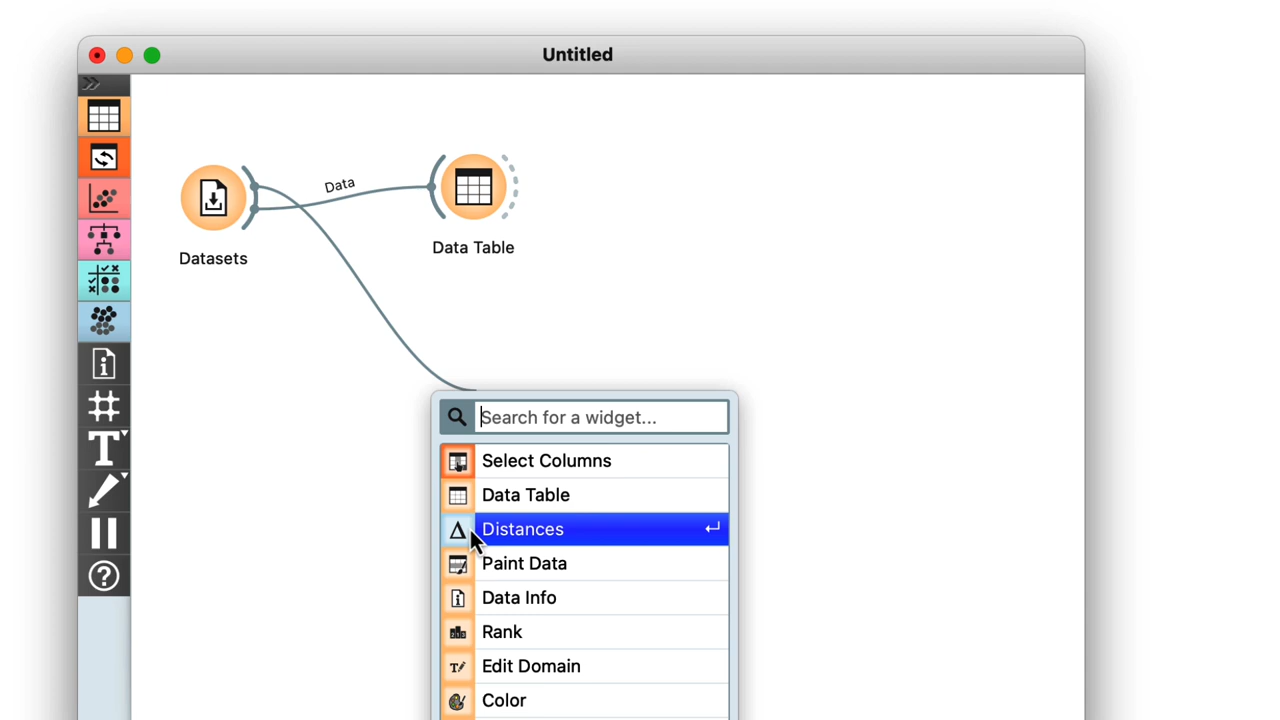 Untitled
Data
Datasets
Data Table
Search for a widget...
Select Columns
Data Table
Distances
Paint Data
Data Info
Rank
Edit Domain
Color